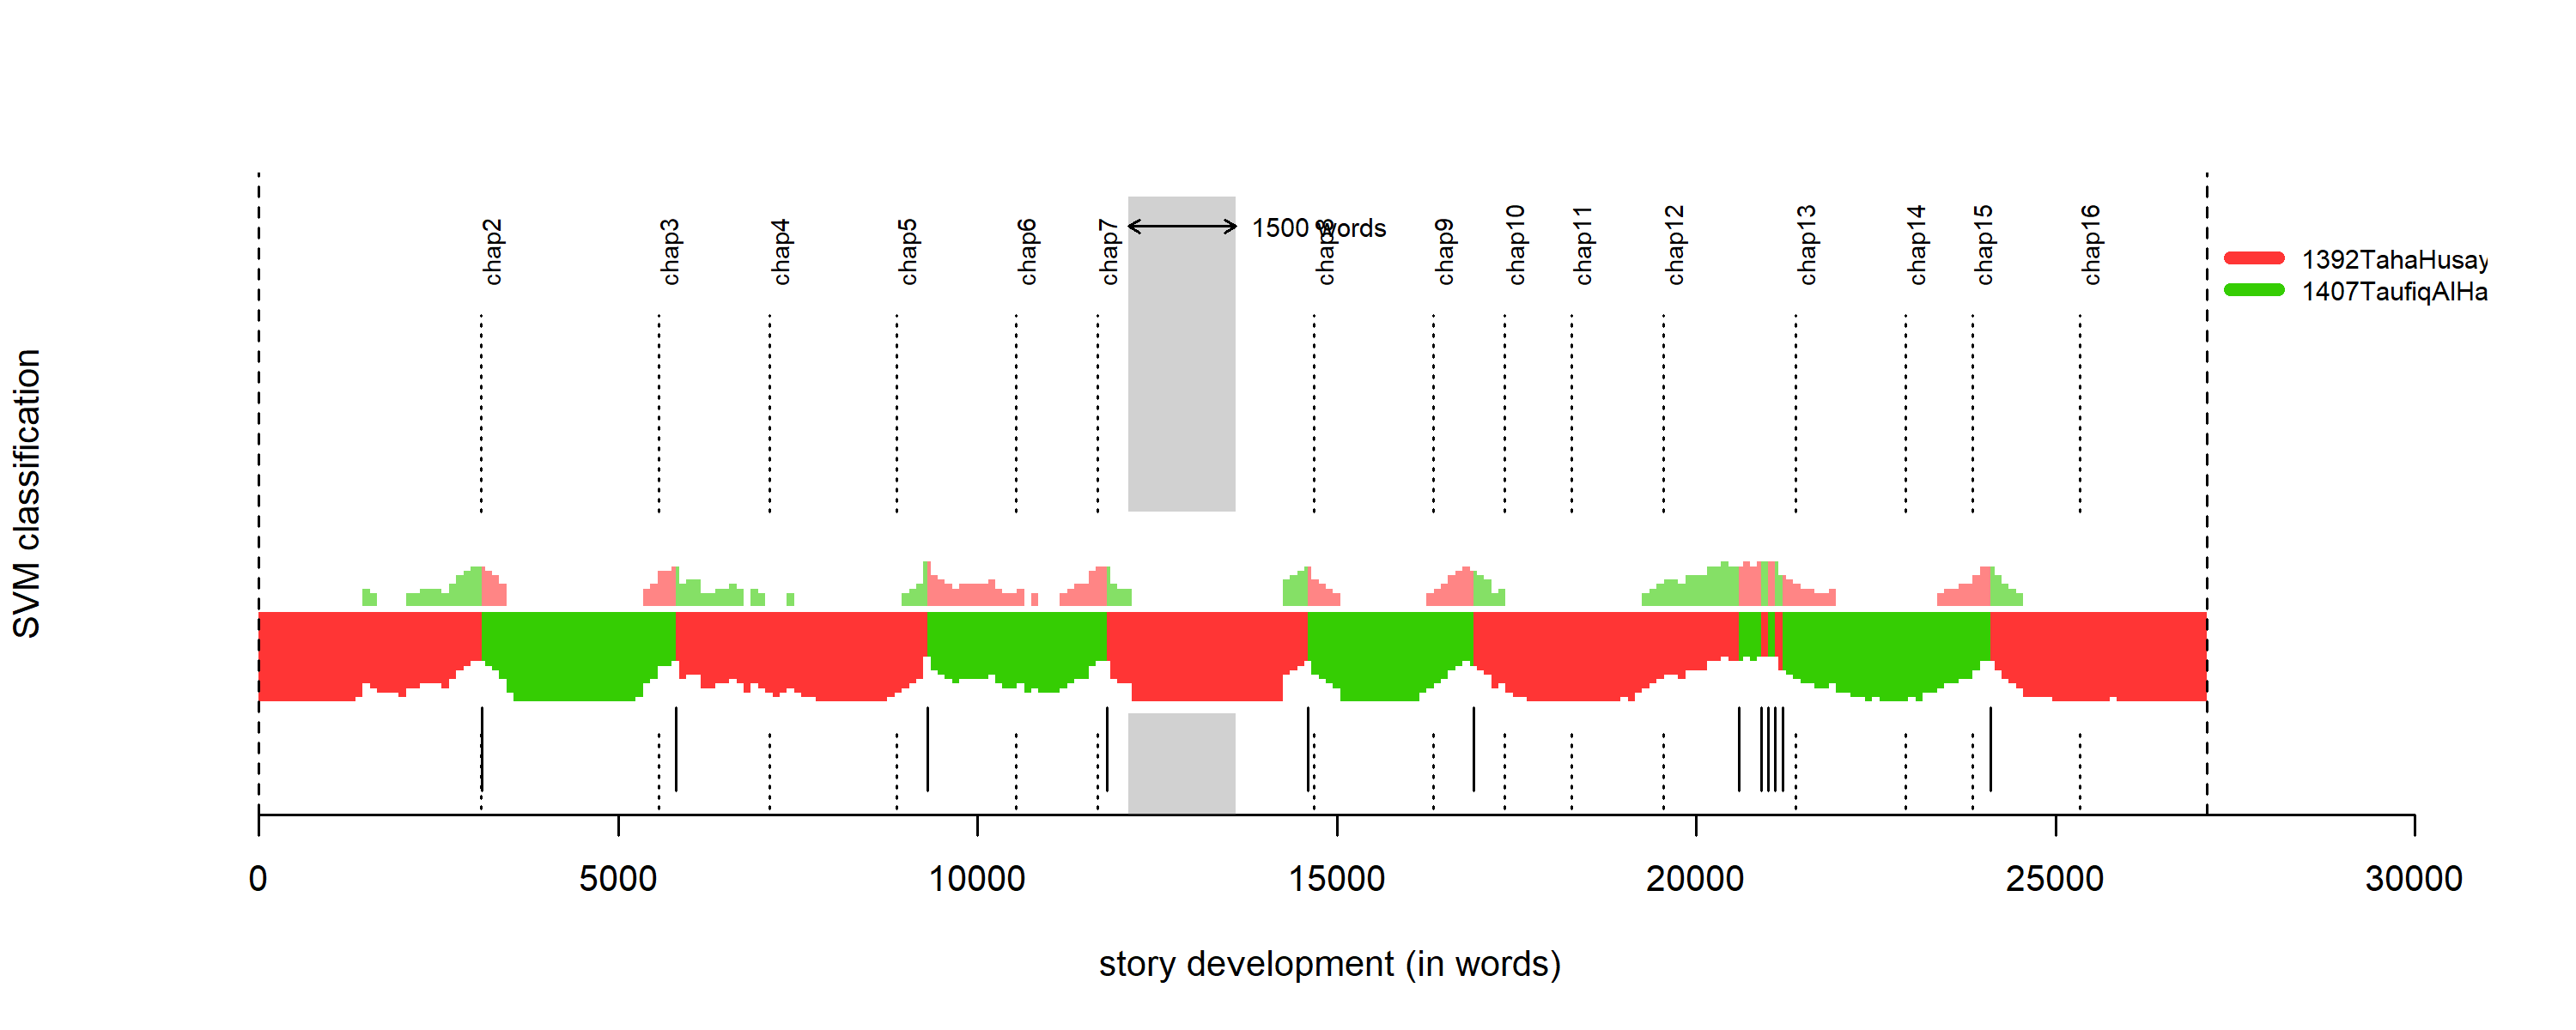 chap2
chap3
chap4
chap5
chap6
chap7
1500 words
chap8
chap9
chap10
chap11
chap12
chap13
chap14
chap15
chap16
1392TahaHusay
1407TaufiqAlHa
SVM classification
0
5000
10000
15000
20000
25000
30000
story development (in words)